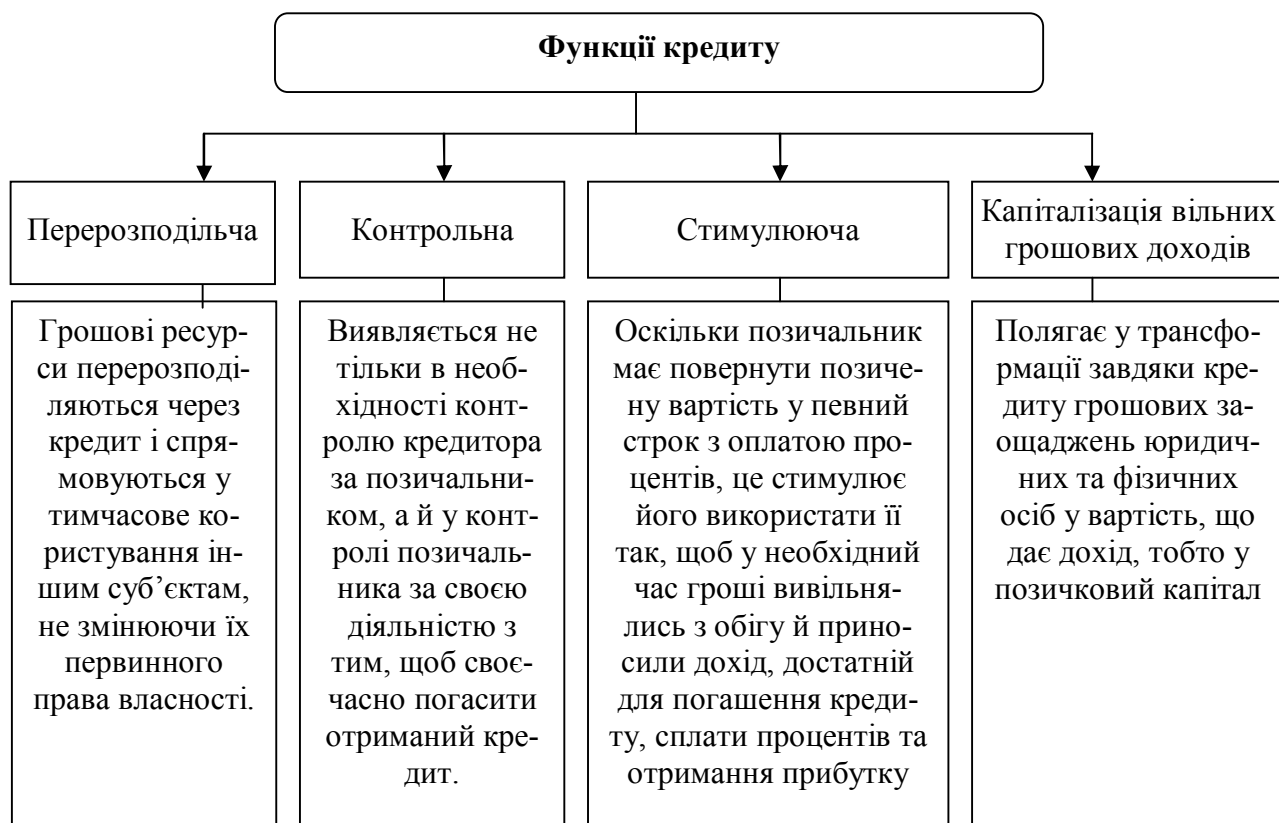 Функції кредиту
Перерозподільча
Контрольна
Стимулююча
Капіталізація вільних
грошових доходів
Грошові ресур-
си перерозподі-
ляються через
кредит і спря-
мовуються у
тимчасове ко-
ристування ін-
шим суб’єктам,
не змінюючи їх
первинного
права власності.
Виявляється не
тільки в необ-
хідності конт-
ролю кредитора
за позичальни-
ком, а й у конт-
ролі позичаль-
ника за своєю
діяльністю з
тим, щоб своє-
часно погасити
отриманий кре-
дит.
Оскільки позичальник
має повернути позиче-
ну вартість у певний
строк з оплатою про-
центів, це стимулює
його використати її
так, щоб у необхідний
час гроші вивільня-
лись з обігу й прино-
сили дохід, достатній
для погашення креди-
ту, сплати процентів та
отримання прибутку
Полягає у трансфо-
рмації завдяки кре-
диту грошових за-
ощаджень юридич-
них та фізичних
осіб у вартість, що
дає дохід, тобто у
позичковий капітал